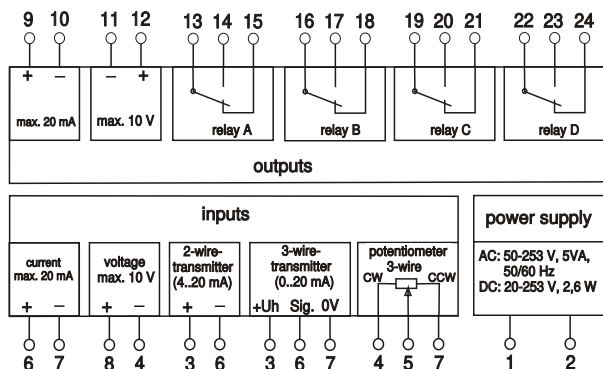 9 10 11 12 13 14 15 16 17 18 19 20 21 22 23 24
+ – – +
max. 20 mA max. 10 V relay A relay B relay C relay D
outputs
inputs
power supply
current
max. 20 mA
voltage
max. 10 V
2-wire-
transmitter
(4..20 mA)
3-wire-
transmitter
(0..20 mA)
potentiometer
3-wire
CW CCW
AC: 50-253 V, 5VA,
50/60 Hz
DC: 20-253 V, 2,6 W
+ – + – + – +Uh Sig. 0V
6 7 8 4 3 6 3 6 7 4 5 7 1 2